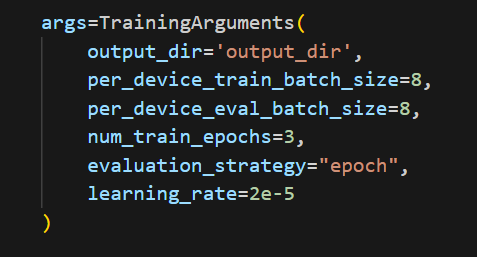 args=TrainingArguments(
    output_dir='output_dir',
    per_device_train_batch_size=8,
    per_device_eval_batch_size=8,
    num_train_epochs=3,
    evaluation_strategy="epoch",
    learning_rate=2e-5
)